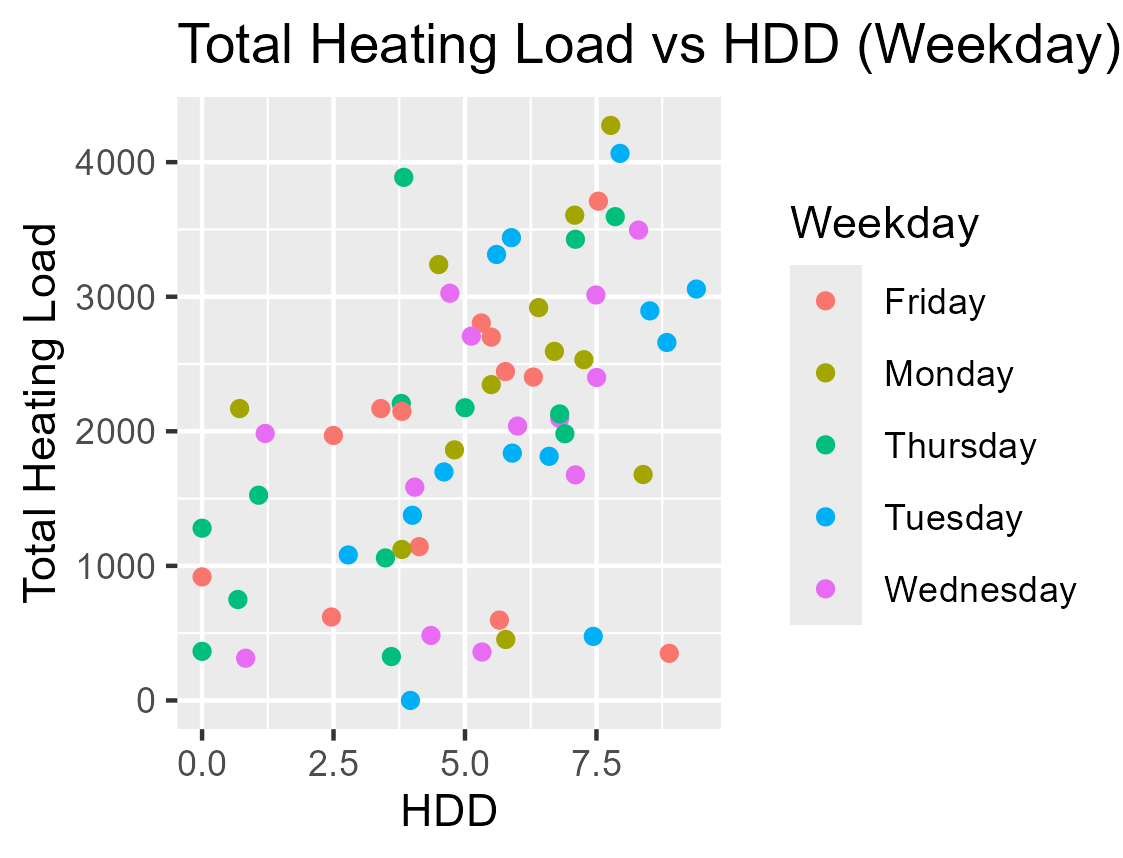 Total Heating Load vs HDD (Weekday)
Total Heating Load
4000
3000
2000
1000
0
0.0 2.5 5.0 7.5
HDD
Weekday
Friday
Monday
Thursday
Tuesday
Wednesday